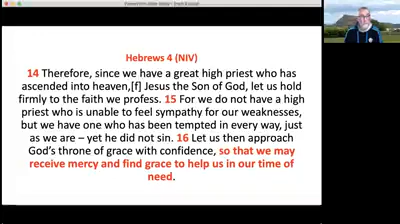 Hebrews 4 (NIV)
14 Therefore, since we have a great high priest who has
ascended into heaven,[f] Jesus the Son of God, let us hold
firmly to the faith we profess. 15 For we do not have a high
priest who is unable to feel sympathy for our weaknesses,
but we have one who has been tempted in every way, just
as we are – yet he did not sin. 16 Let us then approach
God's throne of grace with confidence, so that we may
receive mercy and find grace to help us in our time of
need.